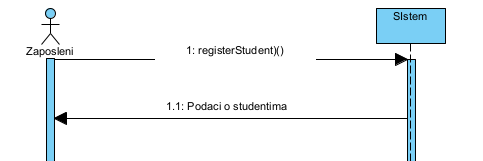 SIstem
Zaposleni
1: registerStudent)()
1.1: Podaci o studentima